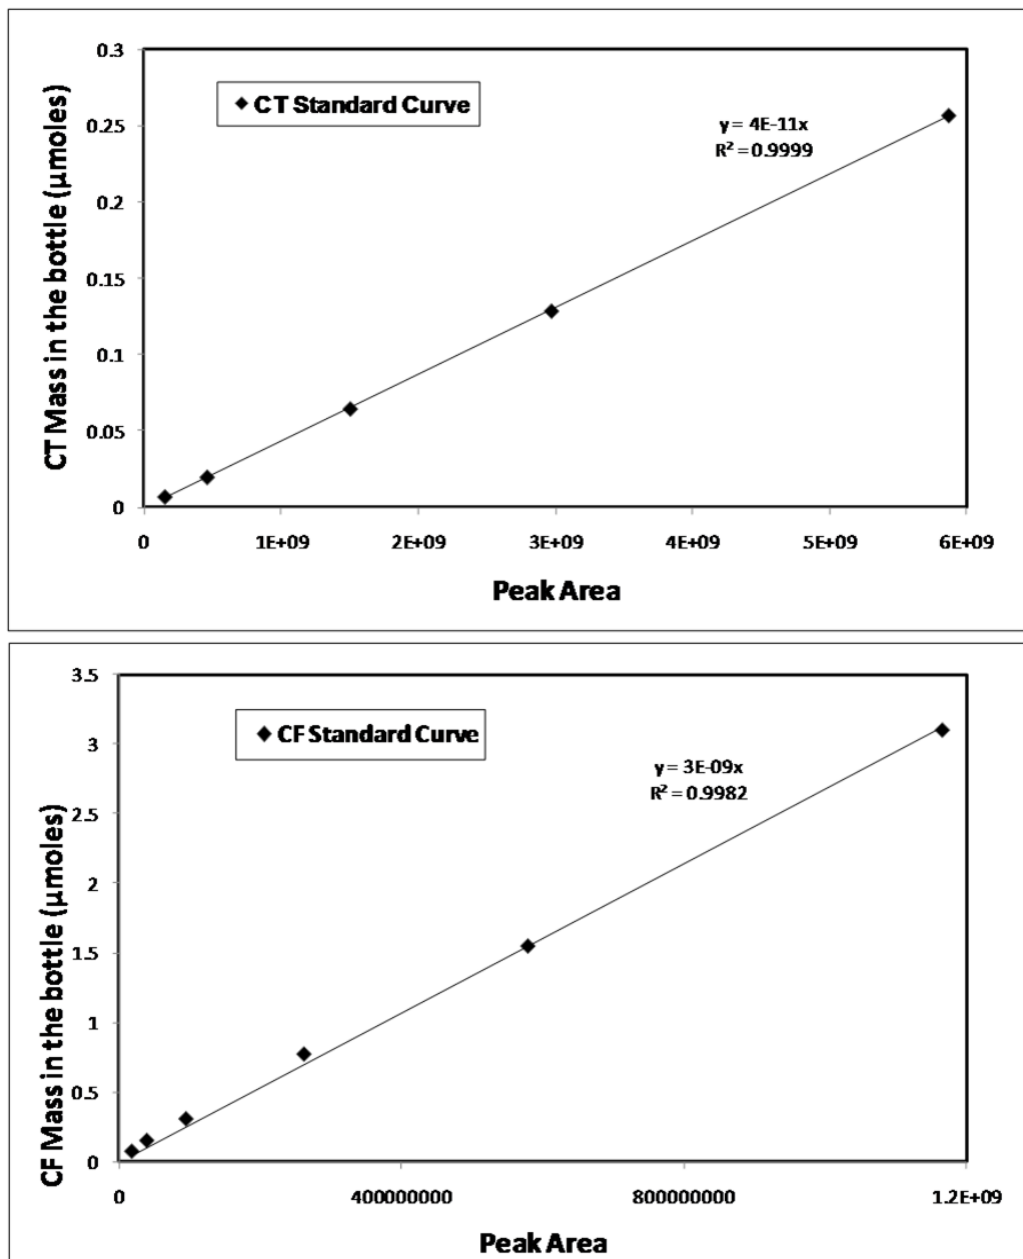 0.3
CT Standard Curve
y = 4E-11x
R² = 0.9999
0.25
0.2
0.15
0.1
0.05
0
CT Mass in the bottle (µmoles)
0 1E+09 2E+09 3E+09 4E+09 5E+09 6E+09
Peak Area
3.5
CF Standard Curve
y = 3E-09x
R² = 0.9982
3
2.5
2
1.5
1
0.5
0
CF Mass in the bottle (µmoles)
0 400000000 800000000 1.2E+09
Peak Area